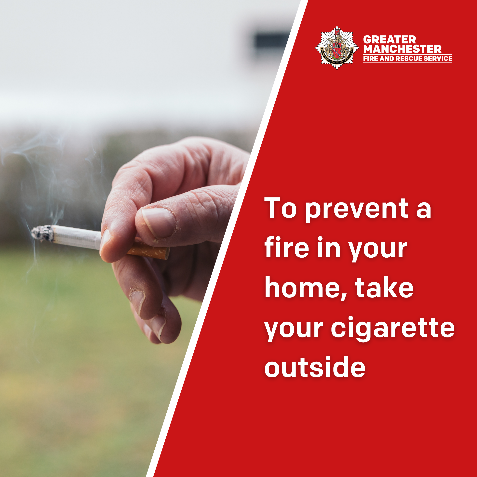 GREATER
MANCHESTER
FIRE AND RESCUE SERVICE
To prevent a
fire in your
home, take
your cigarette
outside